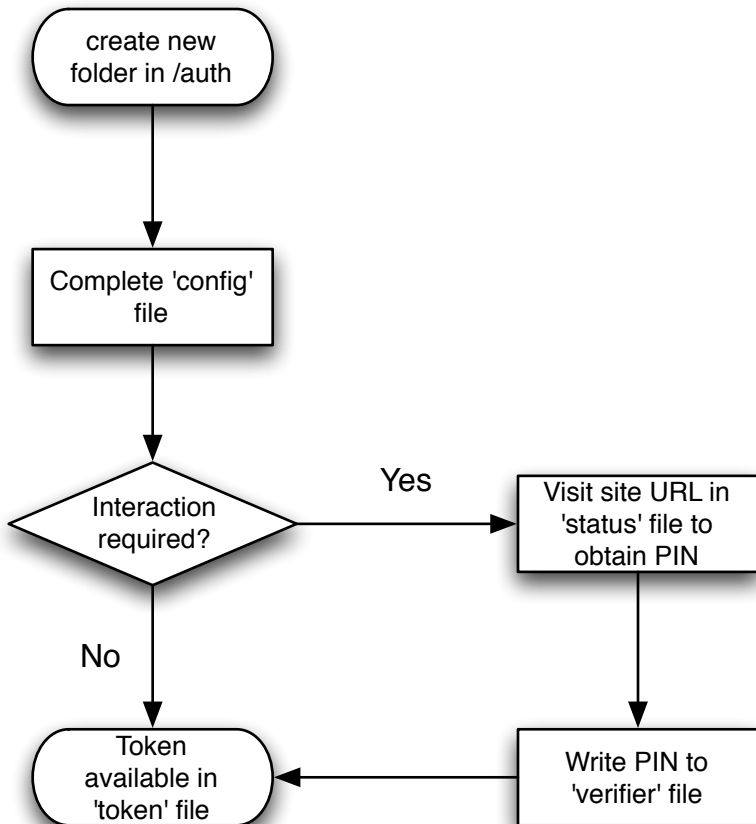 create new
folder in /auth
Complete 'config'
file
Interaction
required?
Yes
Visit site URL in
'status' file to
obtain PIN
No
Token
available in
'token' file
Write PIN to
'verifier' file